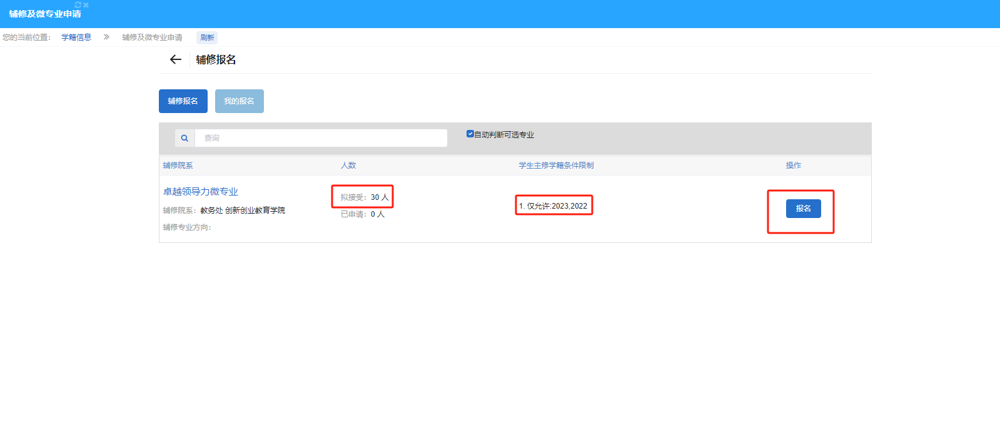 辅修及微专业申请
您的当前位置： 学籍信息 » 辅修及微专业申请 刷新
辅修报名
辅修报名 我的报名
查询 自动判断可选专业
辅修院系 人数 学生主修学籍条件限制 操作
卓越领导力微专业
拟接受：30 人
1. 仅允许:2023,2022
报名
辅修院系：教务处 创新创业教育学院
已申请：0 人
辅修专业方向：